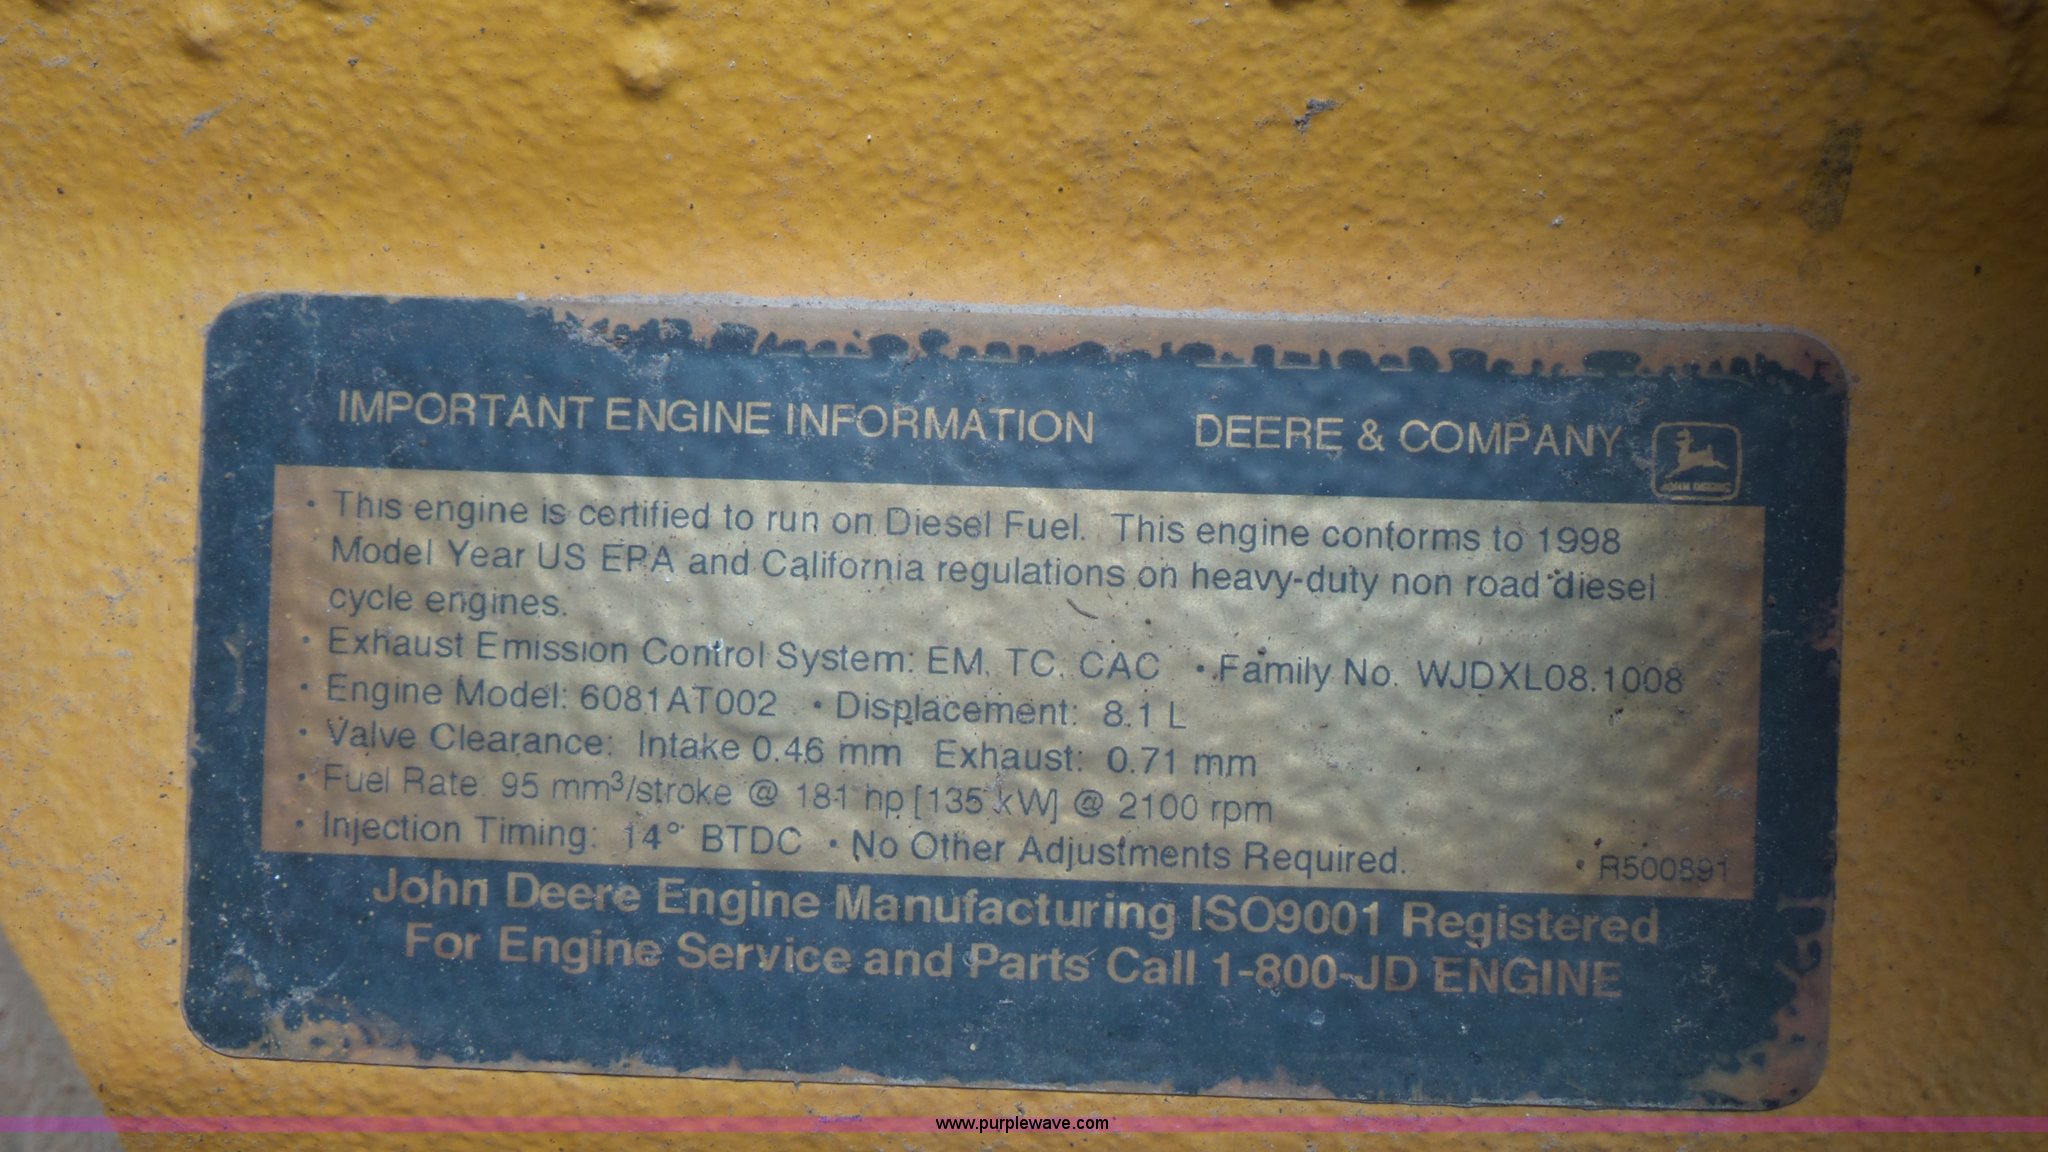 IMPORTANT ENGINE INFORMATION DEERE & COMPANY
JOHN DEERE
• This engine is certified to run on Diesel Fuel. This engine conforms to 1998
Model Year US EPA and California regulations on heavy-duty non road diesel
cycle engines.
• Exhaust Emission Control System: EM, TC, CAC • Family No. WJDXL08.1008
• Engine Model: 6081AT002 • Displacement: 8.1 L
• Valve Clearance: Intake 0.46 mm Exhaust: 0.71 mm
• Fuel Rate: 95 mm³/stroke @ 181 hp [135 kW] @ 2100 rpm
• Injection Timing: 14° BTDC • No Other Adjustments Required. • R500891
John Deere Engine Manufacturing ISO9001 Registered
For Engine Service and Parts Call 1-800-JD ENGINE
www.purplewave.com